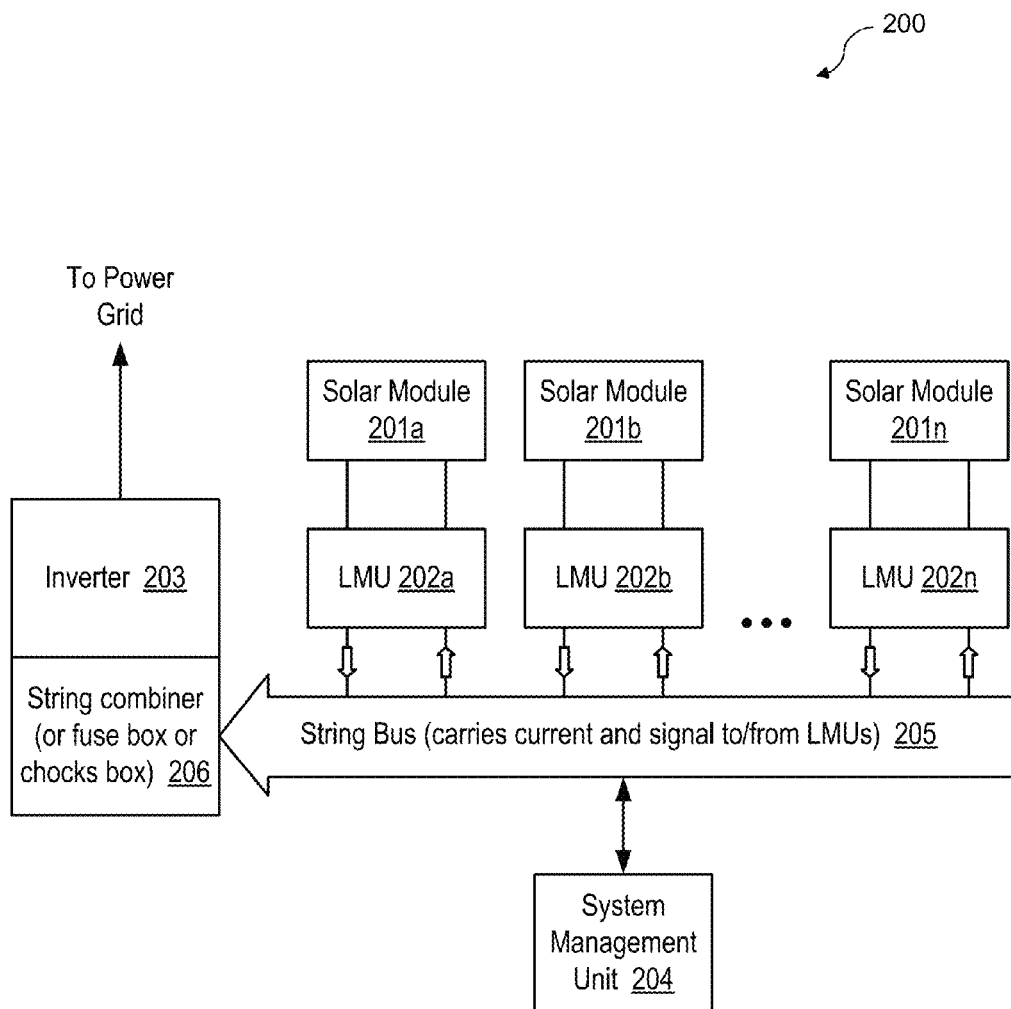 200
To Power
Grid
Solar Module
201a
Solar Module
201b
Solar Module
201n
Inverter 203
LMU 202a
LMU 202b
LMU 202n
String combiner
(or fuse box or
chocks box) 206
String Bus (carries current and signal to/from LMUs) 205
System
Management
Unit 204